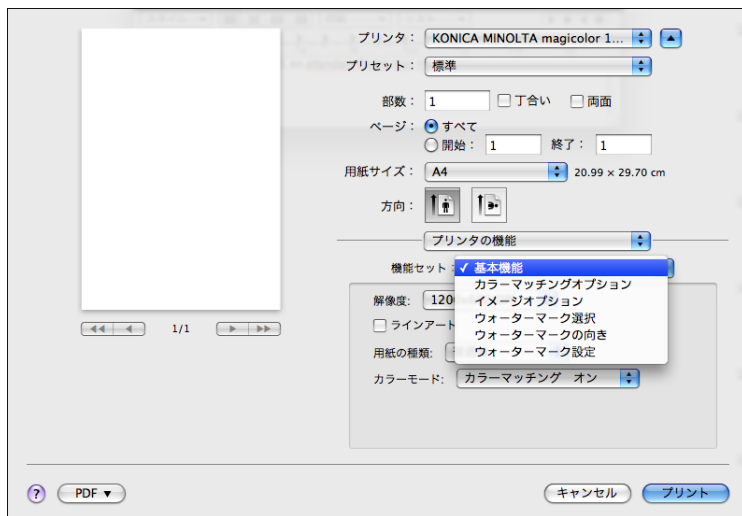 プリンタ： KONICA MINOLTA magicolor 1...
プリセット： 標準
部数： 1 丁合い 両面
ページ： すべて
開始： 1 終了： 1
用紙サイズ： A4 20.99 × 29.70 cm
方向：
プリンタの機能
機能セット： ✓ 基本機能
カラーマッチングオプション
イメージオプション
ウォーターマーク選択
ウォーターマークの向き
ウォーターマーク設定
解像度: 120
ラインアート
用紙の種類:
カラーモード: カラーマッチング オン
1/1
? PDF ▼ キャンセル プリント